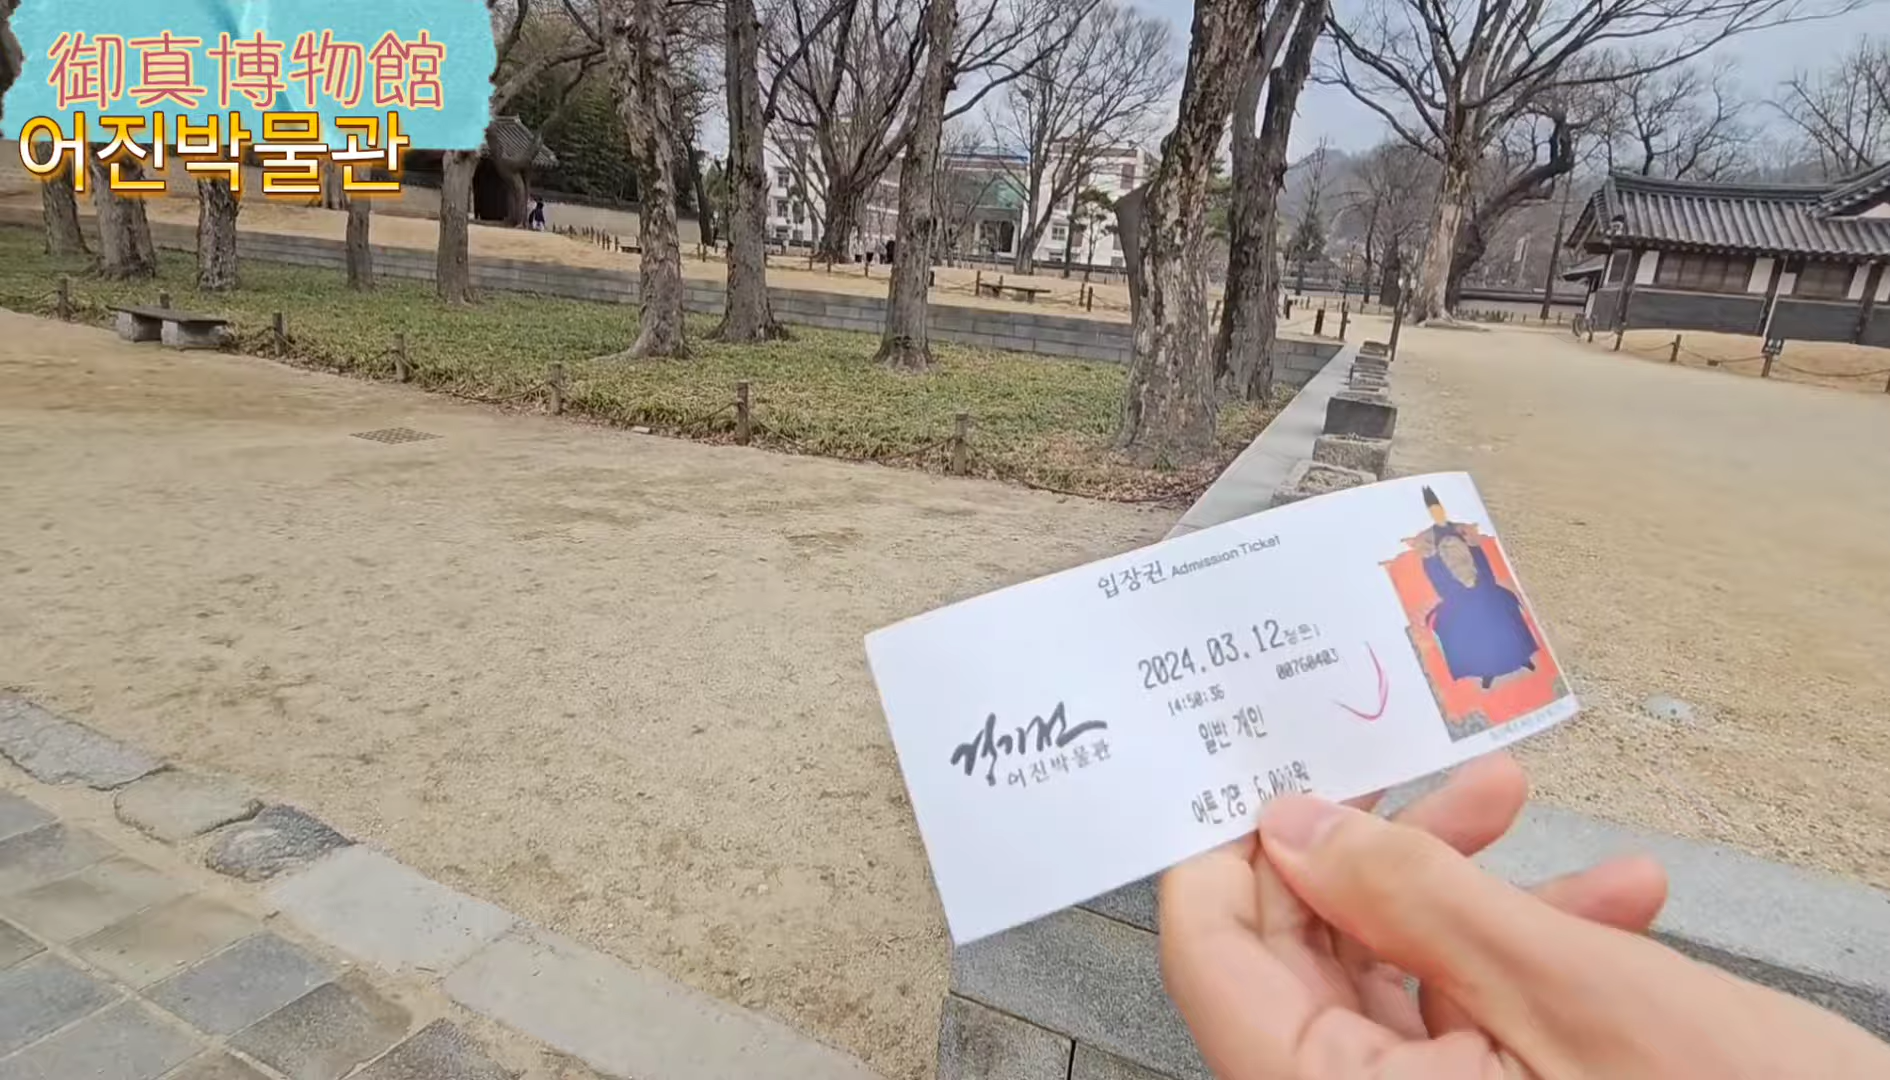 御真博物館
어진박물관
입장권 Admission Ticket
2024.03.12
14:50:36 00760403
일반 개인
경기전
어진박물관
어른 2명 6,000원